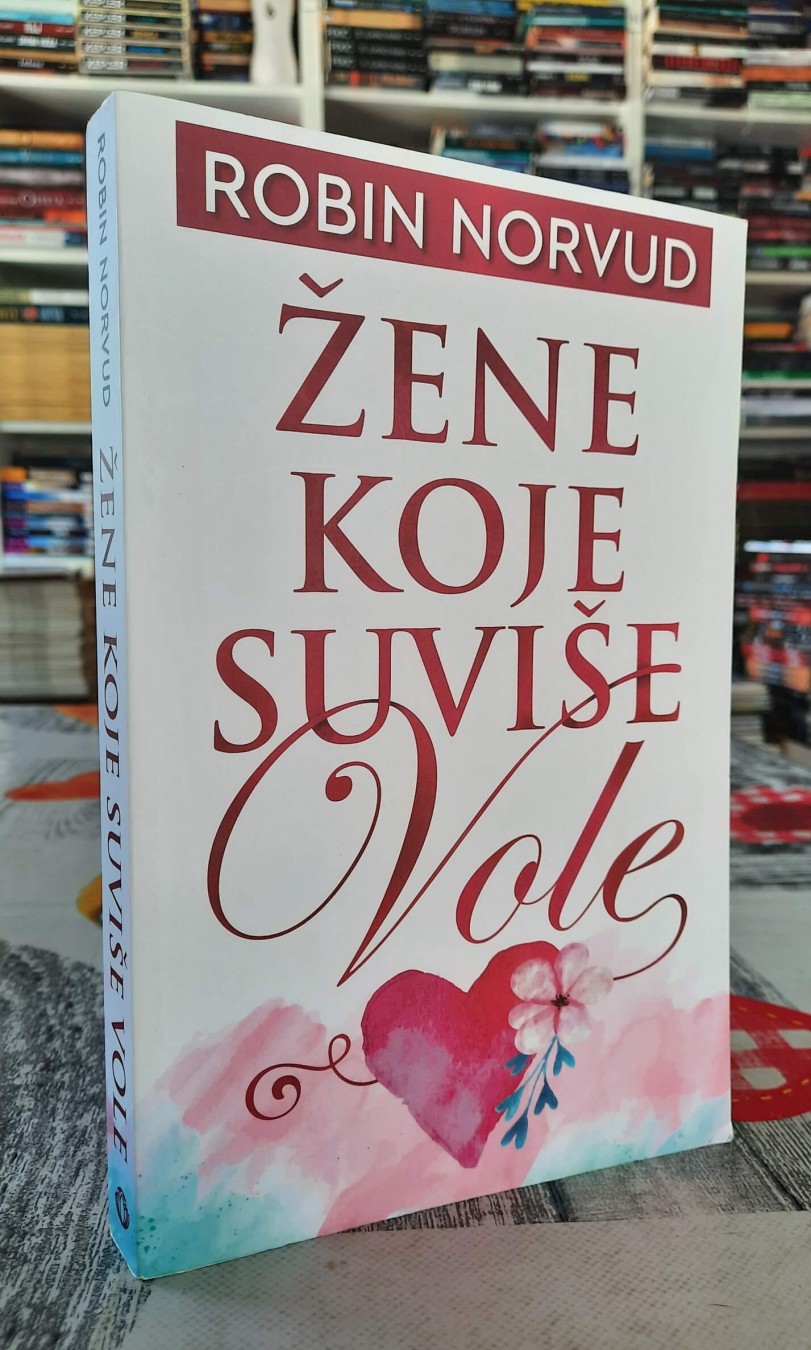 ROBIN NORVUD
ŽENE
KOJE
SUVIŠE
Vole
ROBIN NORVUD ŽENE KOJE SUVIŠE VOLE